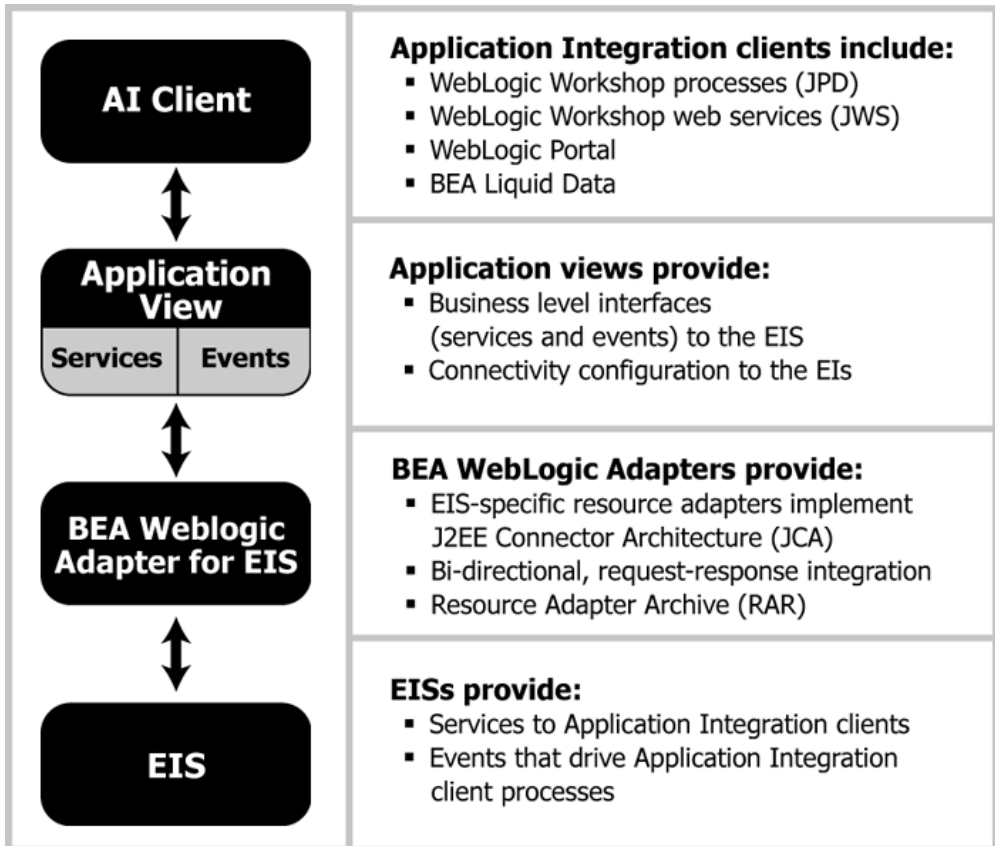 AI Client
Application Integration clients include:
▪ WebLogic Workshop processes (JPD)
▪ WebLogic Workshop web services (JWS)
▪ WebLogic Portal
▪ BEA Liquid Data
Application
View
Services
Events
Application views provide:
▪ Business level interfaces
(services and events) to the EIS
▪ Connectivity configuration to the EIs
BEA Weblogic
Adapter for EIS
BEA WebLogic Adapters provide:
▪ EIS-specific resource adapters implement
J2EE Connector Architecture (JCA)
▪ Bi-directional, request-response integration
▪ Resource Adapter Archive (RAR)
EIS
EISs provide:
▪ Services to Application Integration clients
▪ Events that drive Application Integration
client processes